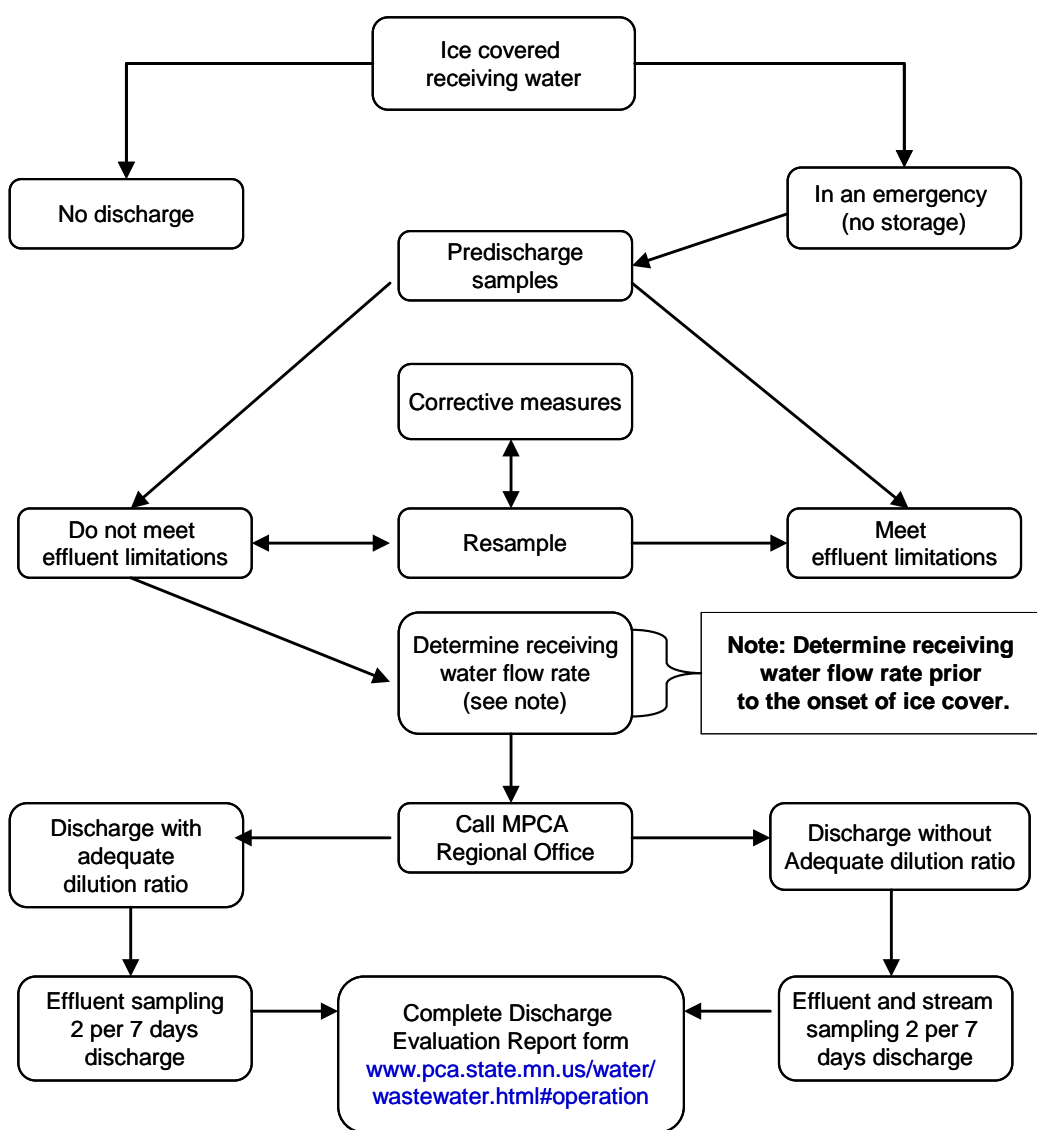 Ice covered
receiving water
No discharge
In an emergency
(no storage)
Predischarge
samples
Corrective measures
Do not meet
effluent limitations
Resample
Meet
effluent limitations
Determine receiving
water flow rate
(see note)
Note: Determine receiving
water flow rate prior
to the onset of ice cover.
Discharge with
adequate
dilution ratio
Call MPCA
Regional Office
Discharge without
Adequate dilution ratio
Effluent sampling
2 per 7 days
discharge
Complete Discharge
Evaluation Report form
www.pca.state.mn.us/water/
wastewater.html#operation
Effluent and stream
sampling 2 per 7
days discharge